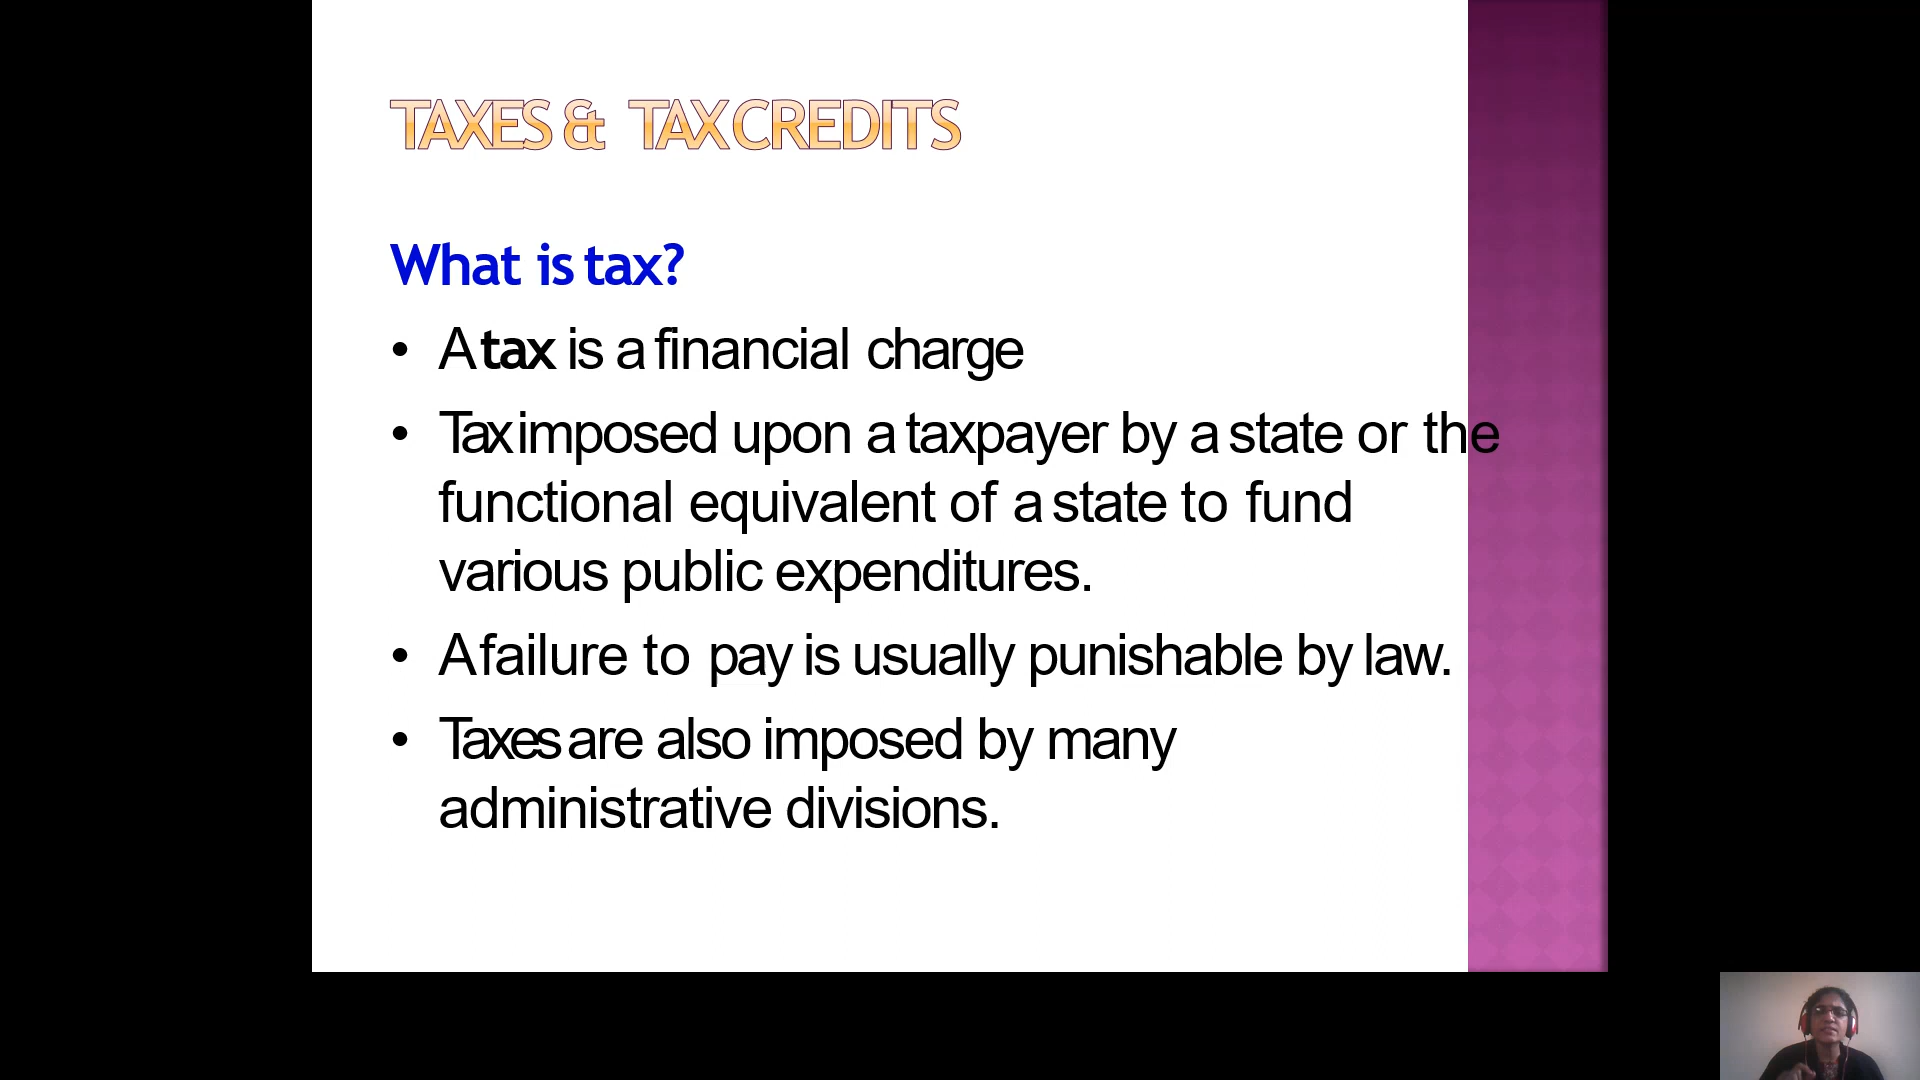 TAXES & TAX CREDITS
What is tax?
• A tax is a financial charge
• Tax imposed upon a taxpayer by a state or the
functional equivalent of a state to fund
various public expenditures.
• A failure to pay is usually punishable by law.
• Taxes are also imposed by many
administrative divisions.